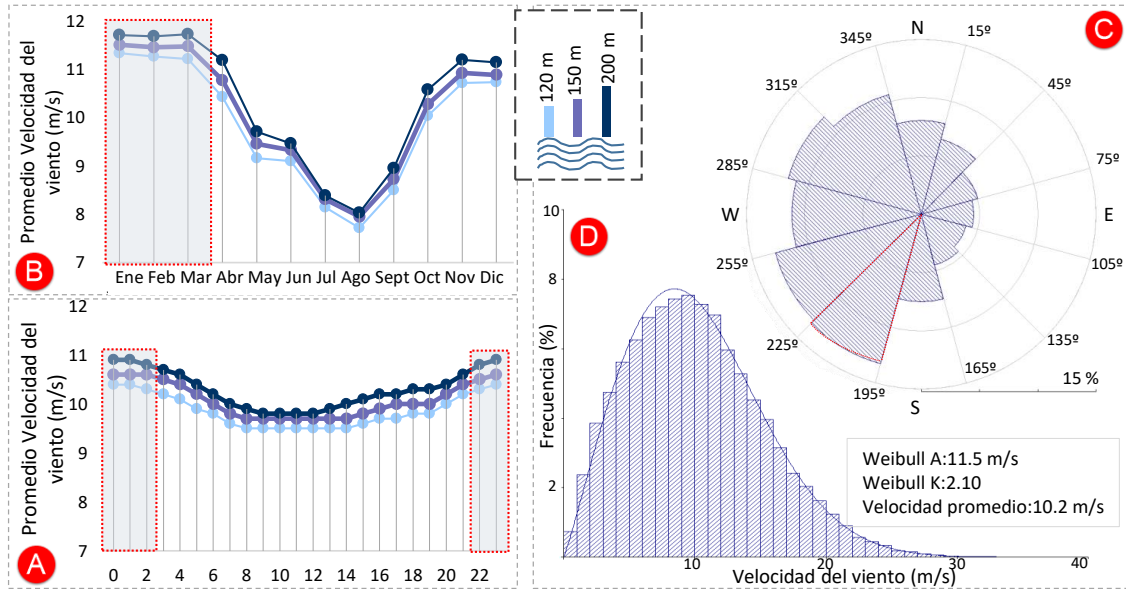 12
11
10
9
8
7
Promedio Velocidad del
viento (m/s)
Ene Feb Mar Abr May Jun Jul Ago Sept Oct Nov Dic
B
12
11
10
9
8
7
Promedio Velocidad del
viento (m/s)
0 2 4 6 8 10 12 14 16 18 20 22
A
120 m
150 m
200 m
C
N
15º
45º
75º
E
105º
135º
165º
S
195º
225º
255º
W
285º
315º
345º
15 %
D
10
8
6
4
2
Frecuencia (%)
10 20 30 40
Velocidad del viento (m/s)
Weibull A:11.5 m/s
Weibull K:2.10
Velocidad promedio:10.2 m/s